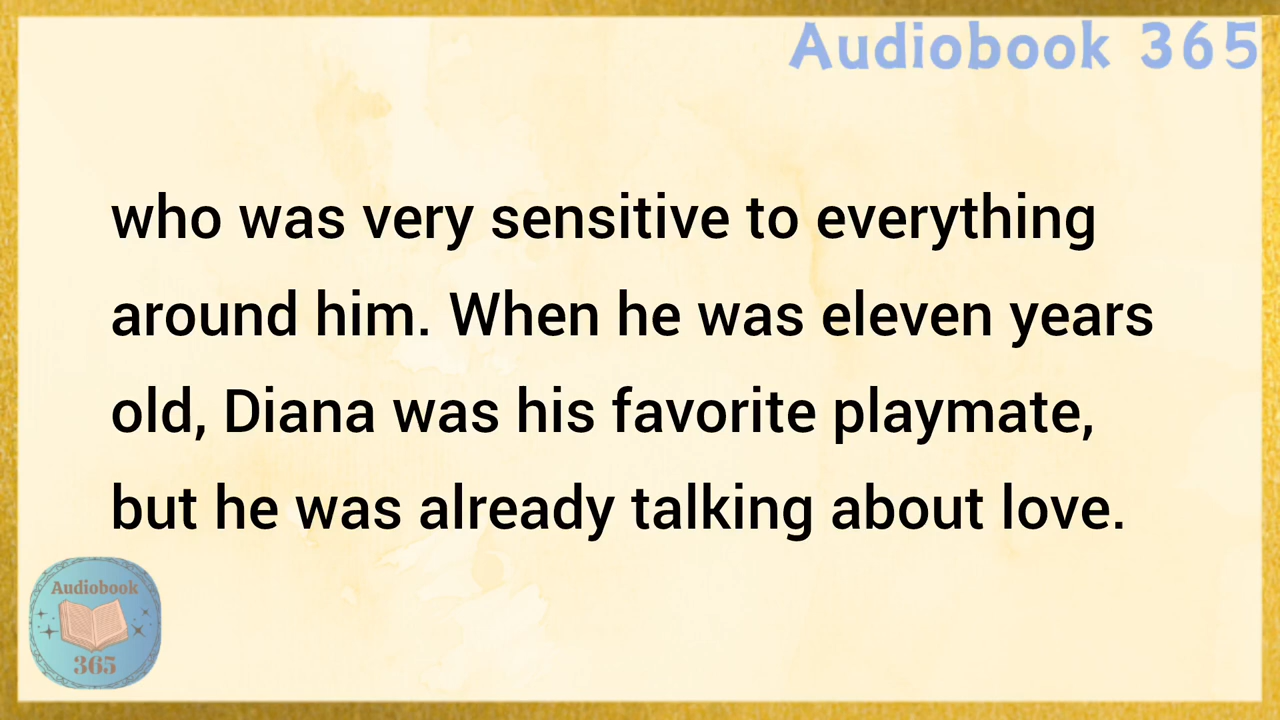 Audiobook 365
who was very sensitive to everything
around him. When he was eleven years
old, Diana was his favorite playmate,
but he was already talking about love.
Audiobook
365